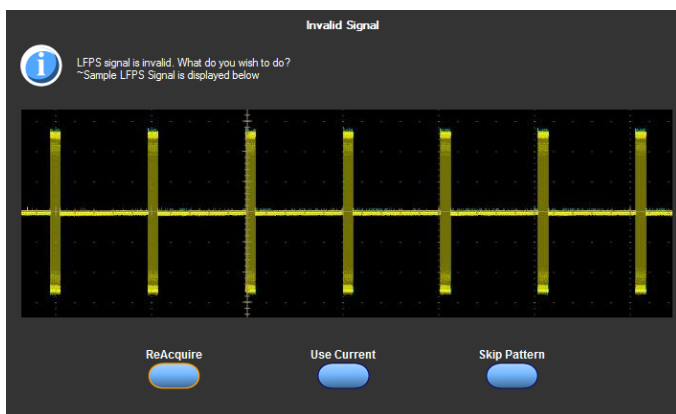 Invalid Signal
LFPS signal is invalid. What do you wish to do?
~Sample LFPS Signal is displayed below
ReAcquire
Use Current
Skip Pattern